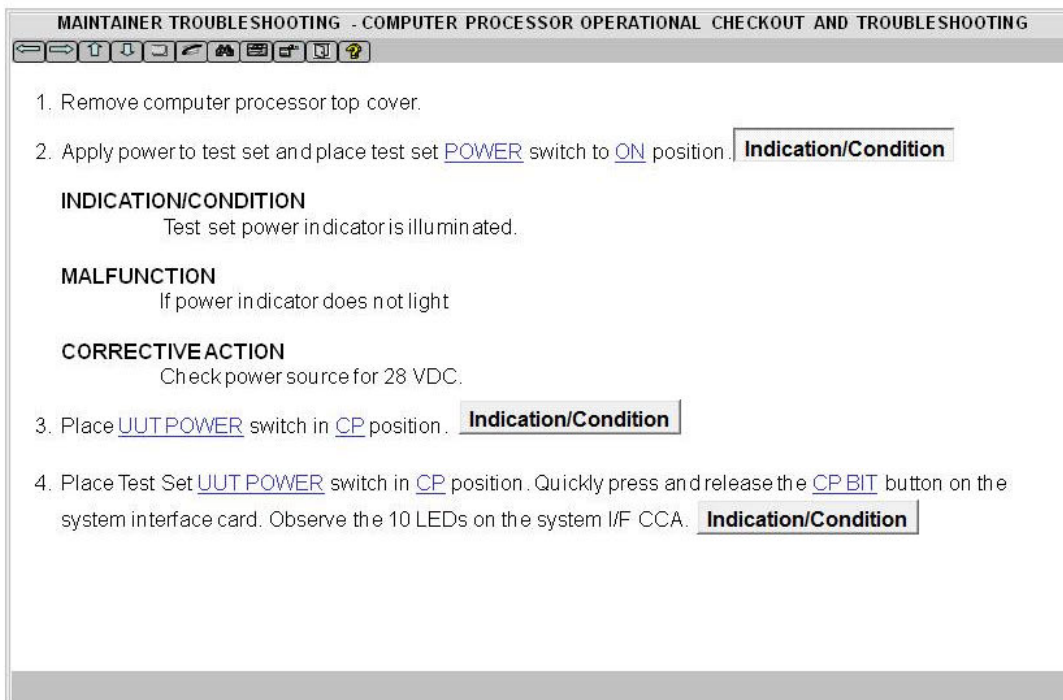 MAINTAINER TROUBLESHOOTING - COMPUTER PROCESSOR OPERATIONAL CHECKOUT AND TROUBLESHOOTING
1. Remove computer processor top cover.
2. Apply power to test set and place test set POWER switch to ON position. Indication/Condition
INDICATION/CONDITION
Test set power indicator is illuminated.
MALFUNCTION
If power indicator does not light
CORRECTIVE ACTION
Check power source for 28 VDC.
3. Place UUT POWER switch in CP position. Indication/Condition
4. Place Test Set UUT POWER switch in CP position. Quickly press and release the CP BIT button on the
system interface card. Observe the 10 LEDs on the system I/F CCA. Indication/Condition